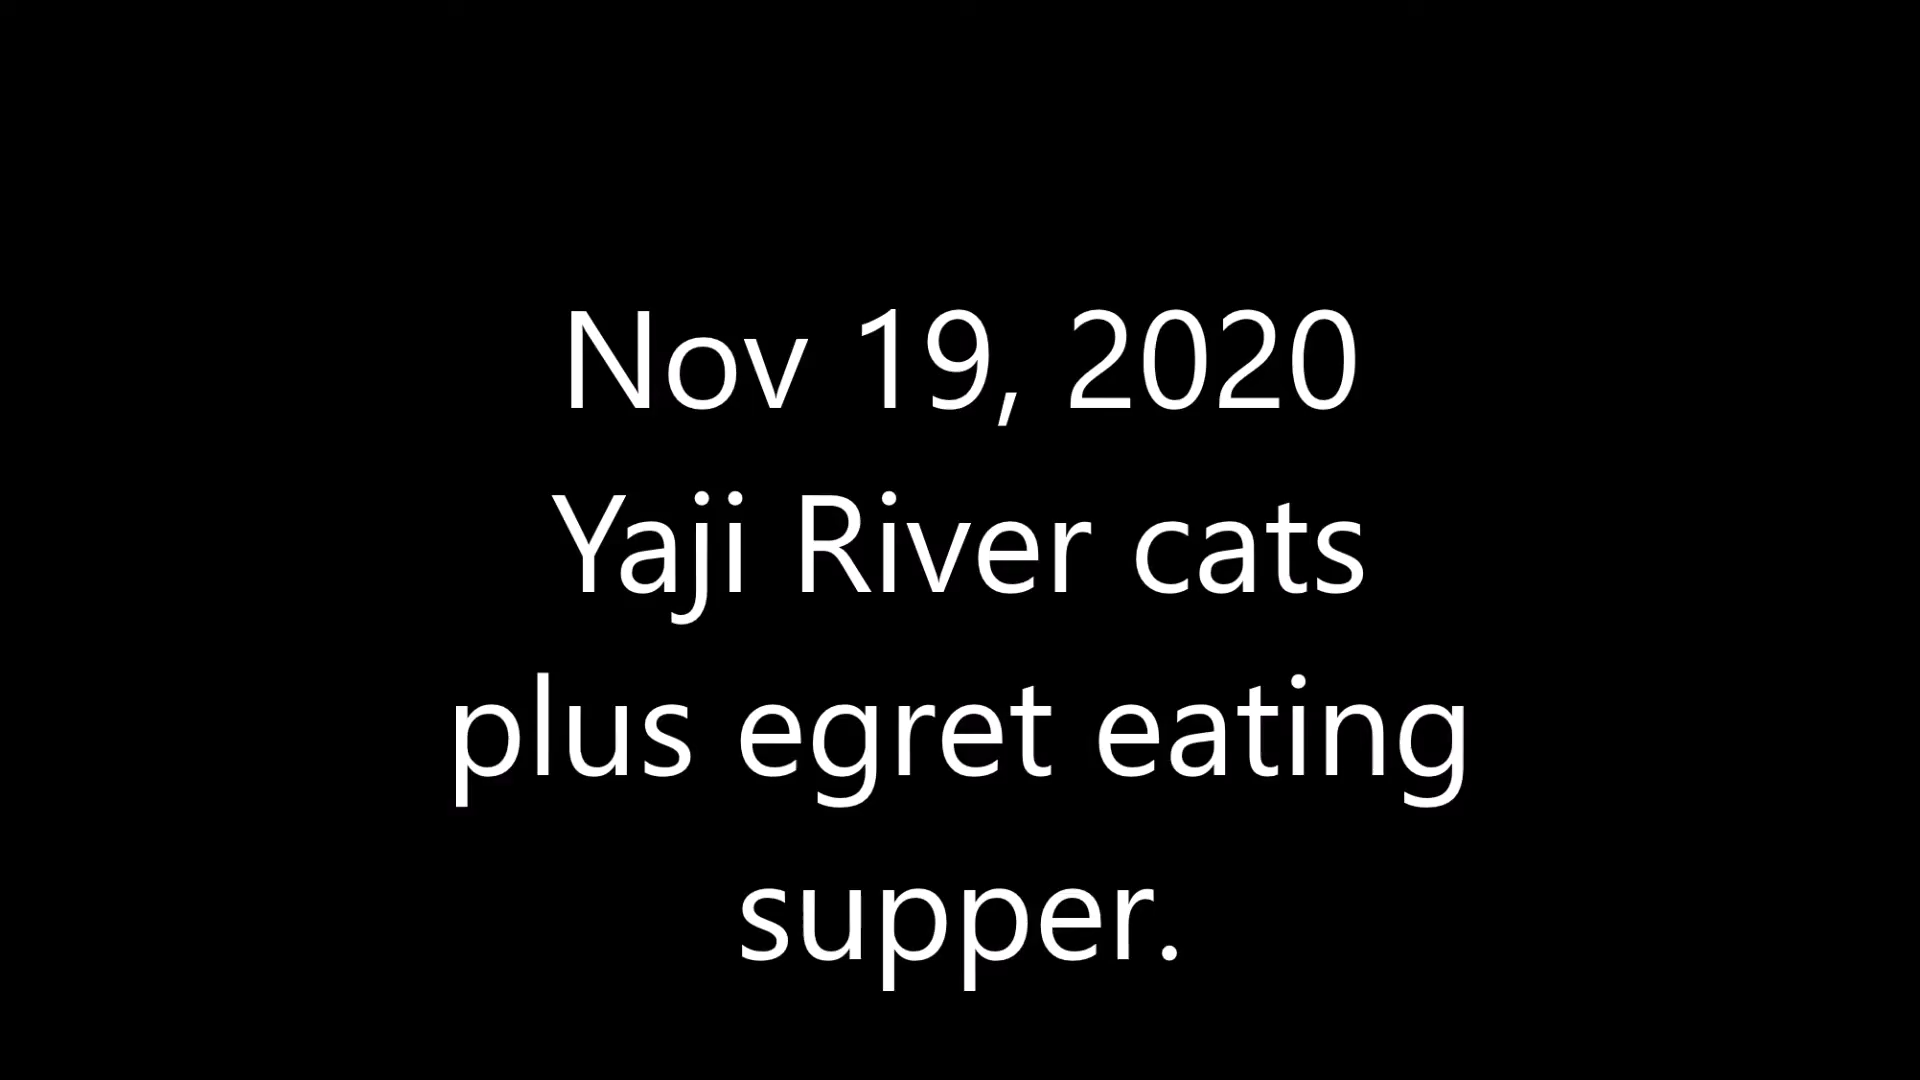 Nov 19, 2020
Yaji River cats
plus egret eating
supper.